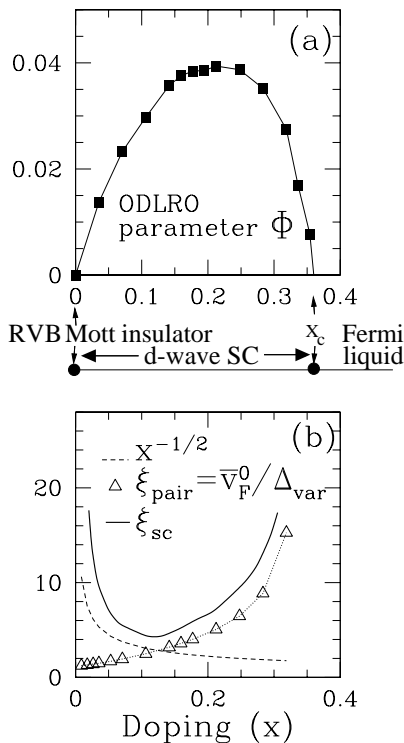 (a)
0.04
0.02
0
ODLRO
parameter Φ
0 0.1 0.2 0.3 0.4
RVB Mott insulator x_c Fermi
d-wave SC liquid
(b)
X^{-1/2}
ξ_pair = v̄_F^0 / Δ_var
ξ_sc
20
10
0
0 0.2 0.4
Doping (x)